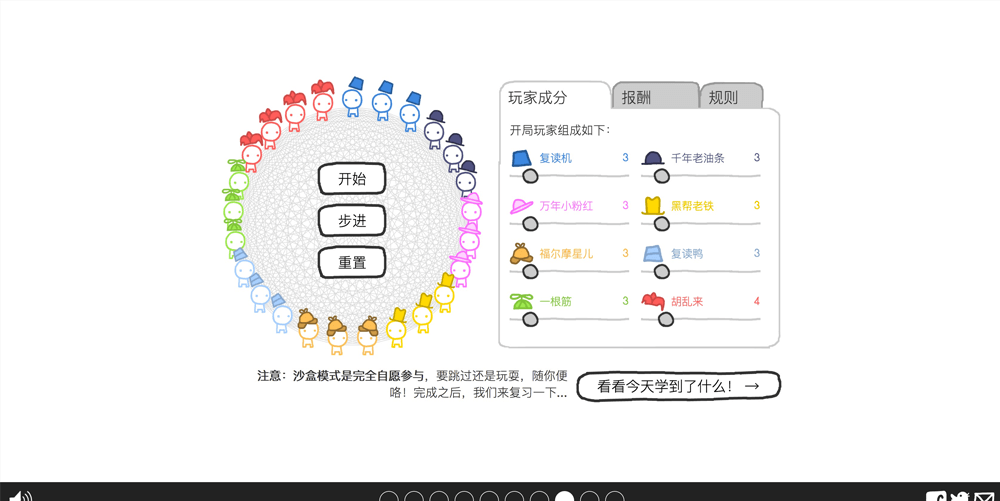 玩家成分
报酬
规则
开局玩家组成如下：
复读机 3
千年老油条 3
万年小粉红 3
黑帮老铁 3
福尔摩星儿 3
复读鸭 3
一根筋 3
胡乱来 4
开始
步进
重置
注意：沙盒模式是完全自愿参与，要跳过还是玩耍，随你便
咯！完成之后，我们来复习一下...
看看今天学到了什么！ →